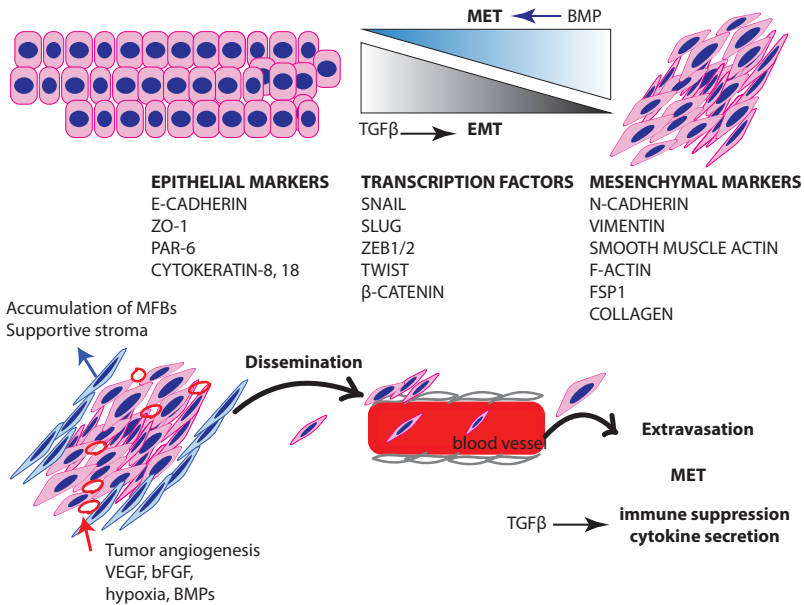 MET
BMP
TGFβ
EMT
EPITHELIAL MARKERS
E-CADHERIN
ZO-1
PAR-6
CYTOKERATIN-8, 18
TRANSCRIPTION FACTORS
SNAIL
SLUG
ZEB1/2
TWIST
β-CATENIN
MESENCHYMAL MARKERS
N-CADHERIN
VIMENTIN
SMOOTH MUSCLE ACTIN
F-ACTIN
FSP1
COLLAGEN
Accumulation of MFBs
Supportive stroma
Dissemination
blood vessel
Extravasation
MET
TGFβ
immune suppression
cytokine secretion
Tumor angiogenesis
VEGF, bFGF,
hypoxia, BMPs